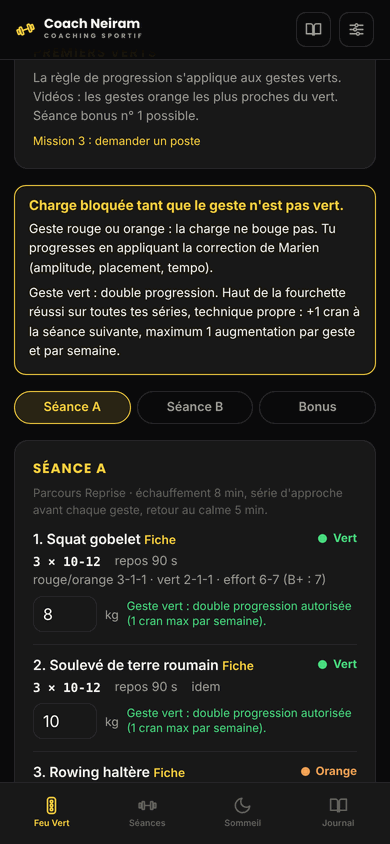 Coach Neiram
COACHING SPORTIF
PREMIERS VERTS
La règle de progression s'applique aux gestes verts.
Vidéos : les gestes orange les plus proches du vert.
Séance bonus n° 1 possible.
Mission 3 : demander un poste
Charge bloquée tant que le geste n'est pas vert.
Geste rouge ou orange : la charge ne bouge pas. Tu
progresses en appliquant la correction de Marien
(amplitude, placement, tempo).
Geste vert : double progression. Haut de la fourchette
réussi sur toutes tes séries, technique propre : +1 cran à
la séance suivante, maximum 1 augmentation par geste
et par semaine.
Séance A
Séance B
Bonus
SÉANCE A
Parcours Reprise · échauffement 8 min, série d'approche
avant chaque geste, retour au calme 5 min.
1. Squat gobelet Fiche
Vert
3 × 10-12 repos 90 s
rouge/orange 3-1-1 · vert 2-1-1 · effort 6-7 (B+ : 7)
8 kg
Geste vert : double progression autorisée
(1 cran max par semaine).
2. Soulevé de terre roumain Fiche
Vert
3 × 10-12 repos 90 s idem
10 kg
Geste vert : double progression autorisée
(1 cran max par semaine).
3. Rowing haltère Fiche
Orange
Feu Vert
Séances
Sommeil
Journal